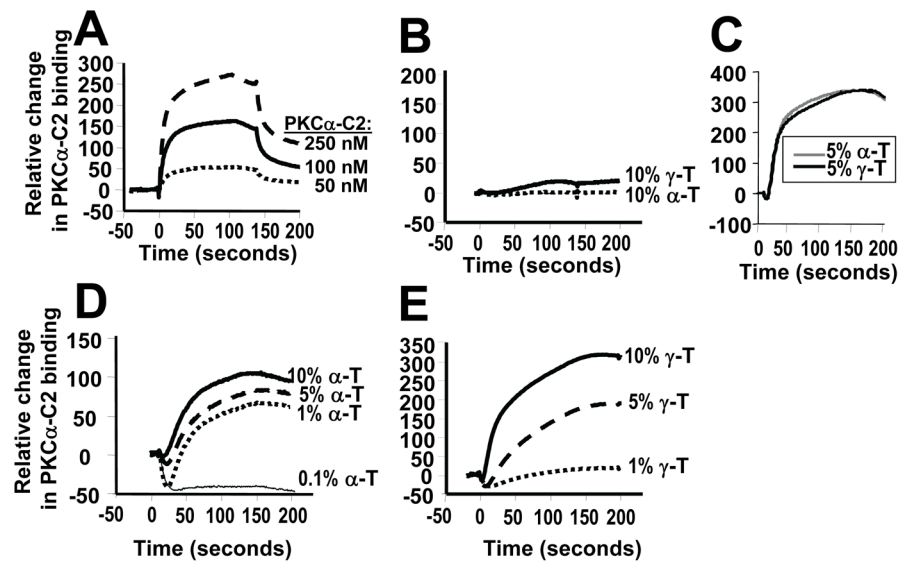 A
Relative change
in PKCα-C2 binding
300
250
200
150
100
50
0
-50
-50 0 50 100 150 200
Time (seconds)
PKCα-C2:
250 nM
100 nM
50 nM
B
200
150
100
50
0
-50
-50 0 50 100 150 200
Time (seconds)
10% γ-T
10% α-T
C
400
300
200
100
0
-100
0 50 100 150 200
Time (seconds)
5% α-T
5% γ-T
D
Relative change
in PKCα-C2 binding
150
100
50
0
-50
-50 0 50 100 150 200
Time (seconds)
10% α-T
5% α-T
1% α-T
0.1% α-T
E
350
300
250
200
150
100
50
0
-50
-50 0 50 100 150 200
Time (seconds)
10% γ-T
5% γ-T
1% γ-T